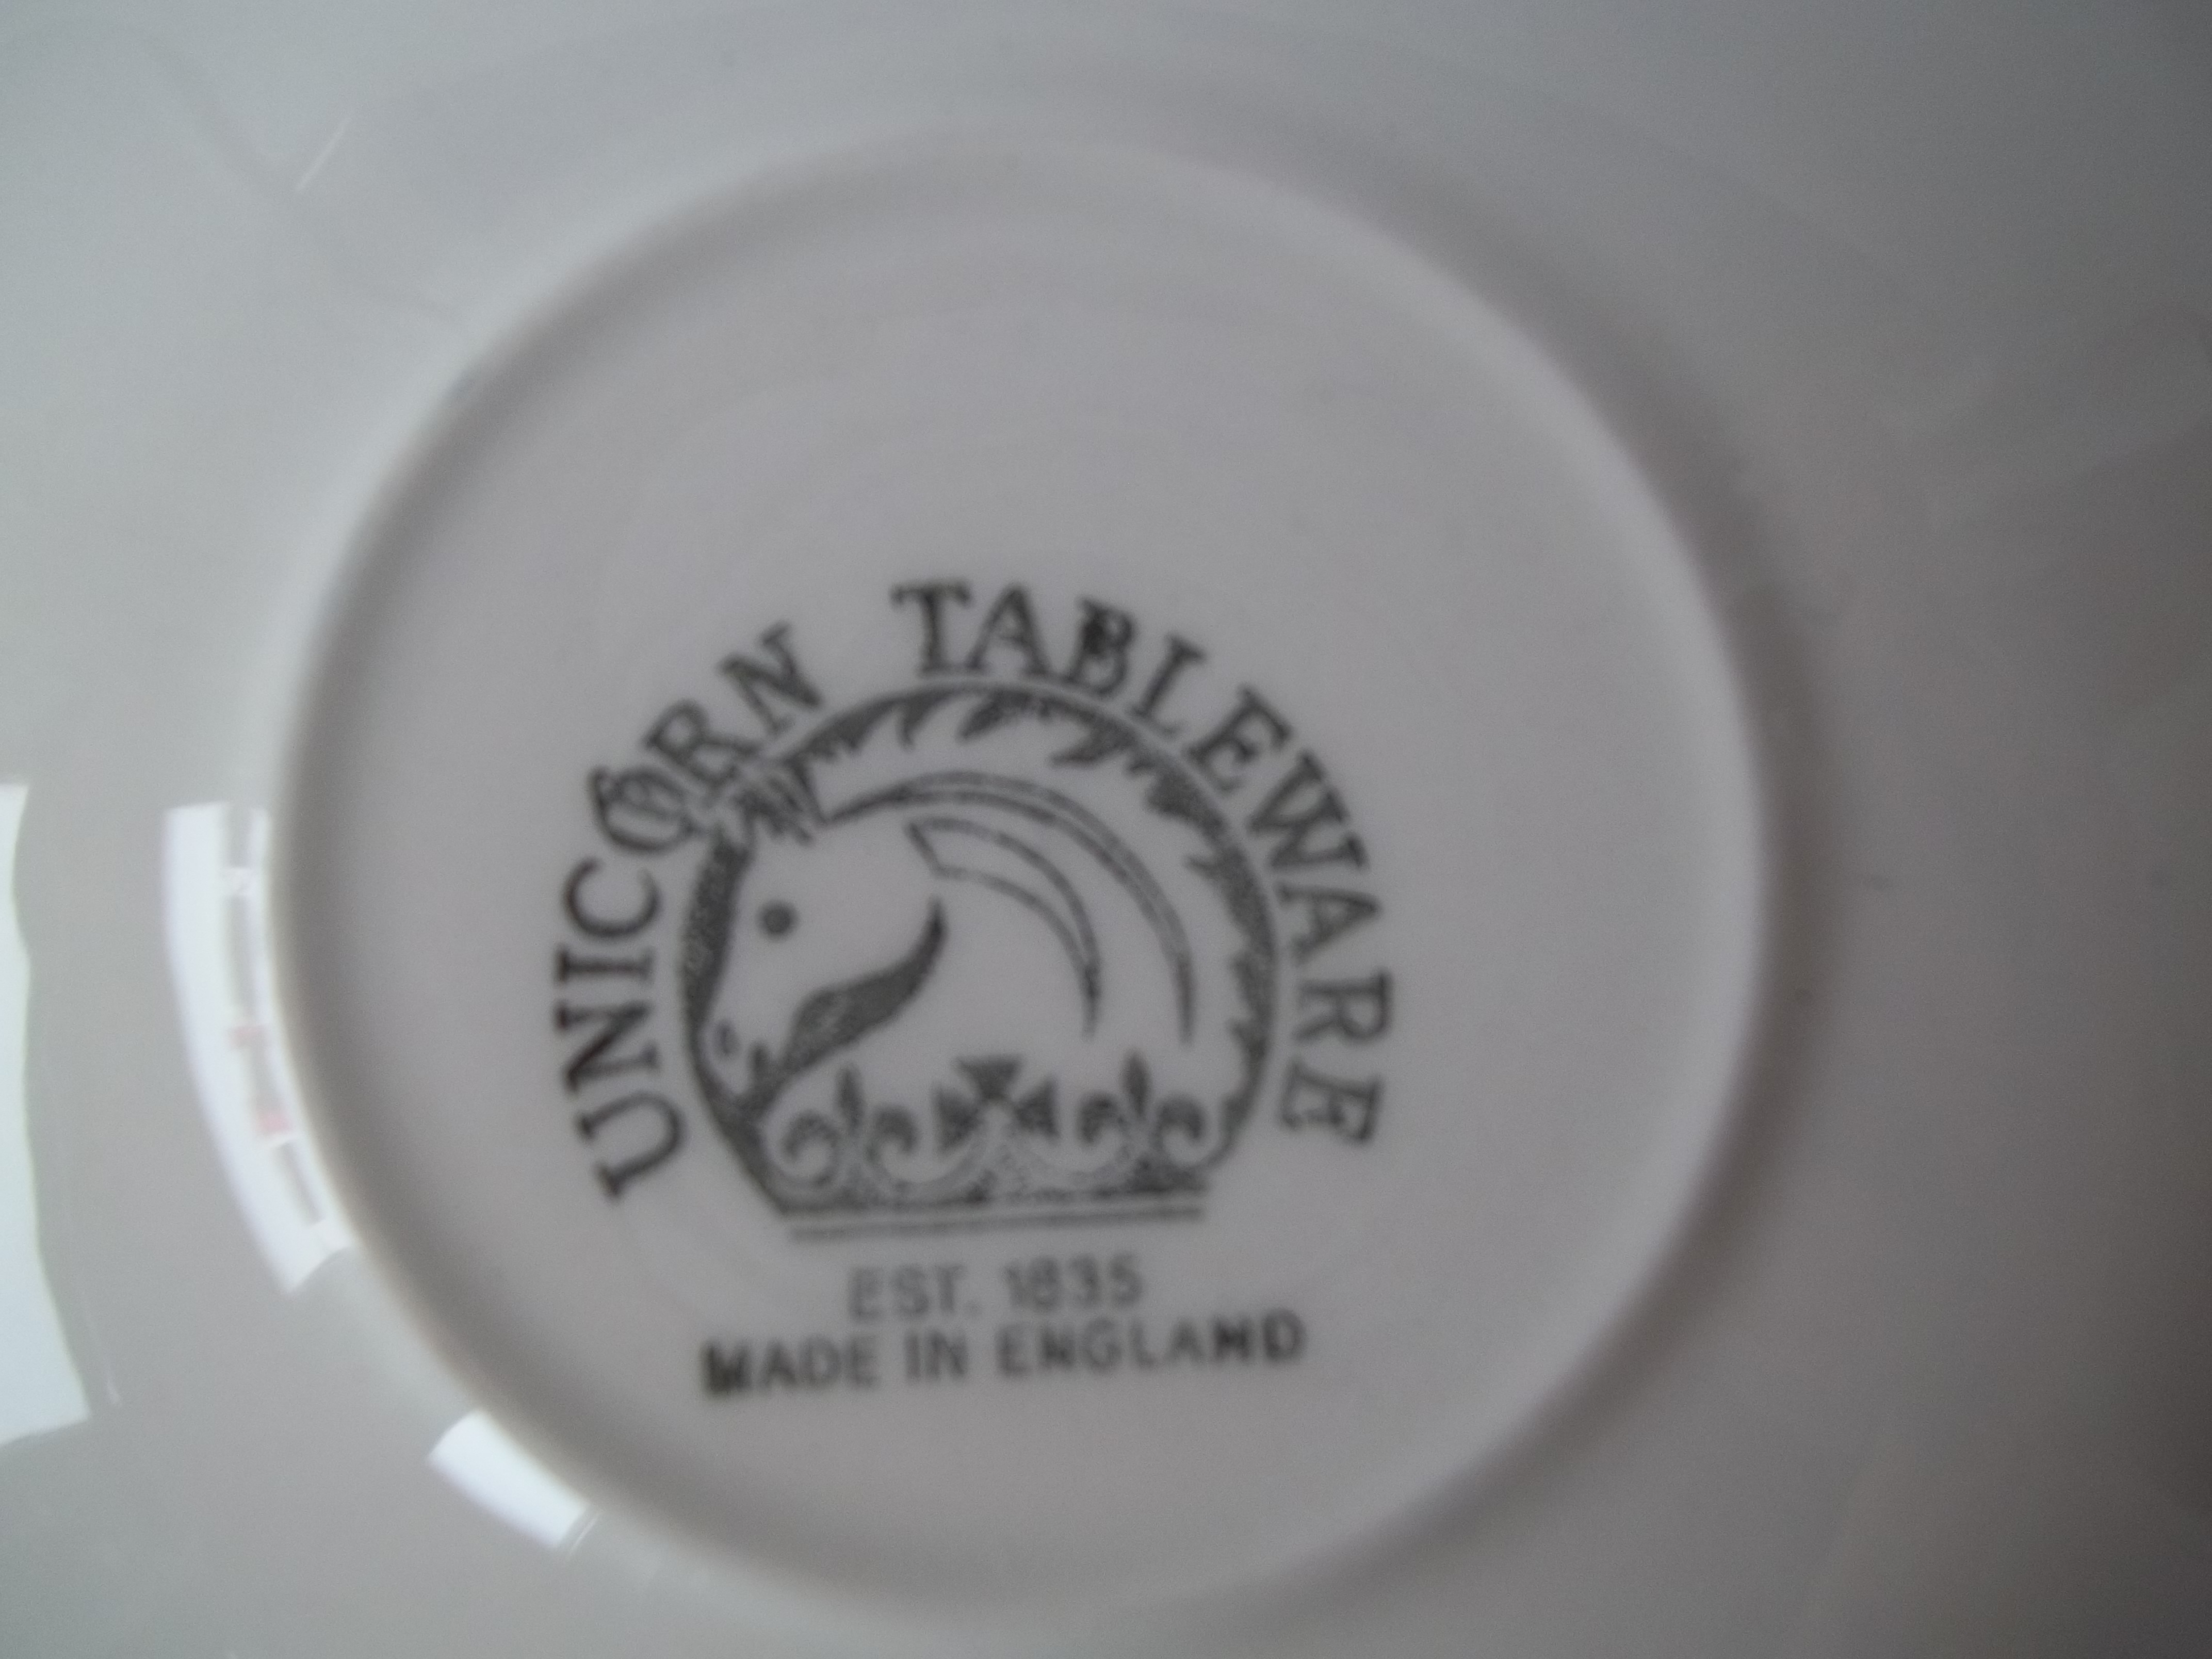 UNICORN TABLEWARE
EST. 1835
MADE IN ENGLAND